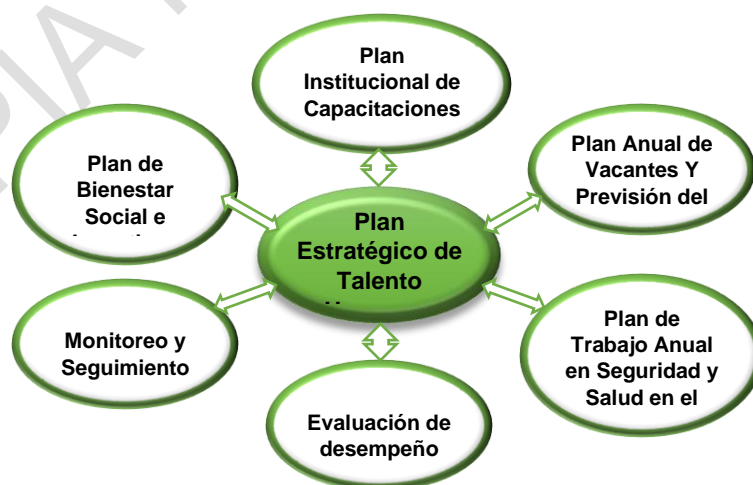 Plan
Institucional de
Capacitaciones
Plan de
Bienestar
Social e
Plan Anual de
Vacantes Y
Previsión del
Plan
Estratégico de
Talento
Monitoreo y
Seguimiento
Plan de
Trabajo Anual
en Seguridad y
Salud en el
Evaluación de
desempeño